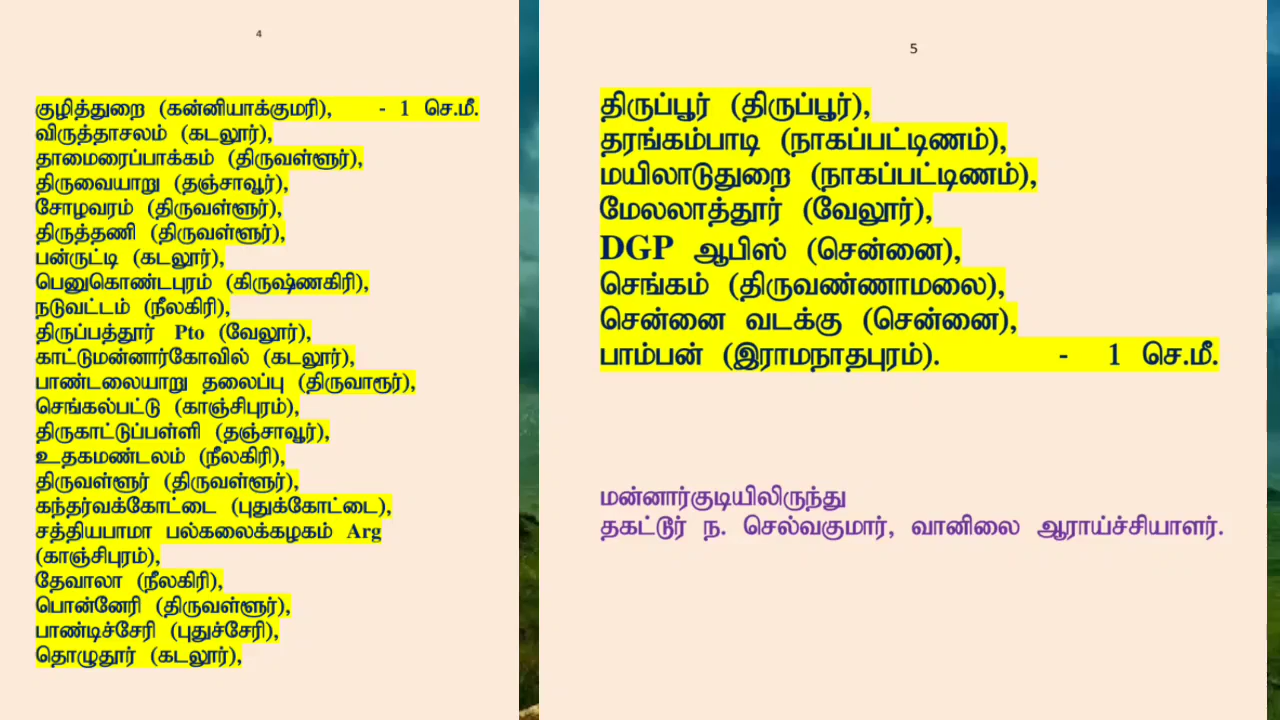 4
குழித்துறை (கன்னியாக்குமரி), - 1 செ.மீ.
விருத்தாசலம் (கடலூர்),
தாமைரைப்பாக்கம் (திருவள்ளூர்),
திருவையாறு (தஞ்சாவூர்),
சோழவரம் (திருவள்ளூர்),
திருத்தணி (திருவள்ளூர்),
பன்ருட்டி (கடலூர்),
பெனுகொண்டபுரம் (கிருஷ்ணகிரி),
நடுவட்டம் (நீலகிரி),
திருப்பத்தூர் Pto (வேலூர்),
காட்டுமன்னார்கோவில் (கடலூர்),
பாண்டலையாறு தலைப்பு (திருவாரூர்),
செங்கல்பட்டு (காஞ்சிபுரம்),
திருகாட்டுப்பள்ளி (தஞ்சாவூர்),
உதகமண்டலம் (நீலகிரி),
திருவள்ளூர் (திருவள்ளூர்),
கந்தர்வக்கோட்டை (புதுக்கோட்டை),
சத்தியபாமா பல்கலைக்கழகம் Arg
(காஞ்சிபுரம்),
தேவாலா (நீலகிரி),
பொன்னேரி (திருவள்ளூர்),
பாண்டிச்சேரி (புதுச்சேரி),
தொழுதூர் (கடலூர்),
5
திருப்பூர் (திருப்பூர்),
தரங்கம்பாடி (நாகப்பட்டிணம்),
மயிலாடுதுறை (நாகப்பட்டிணம்),
மேலலாத்தூர் (வேலூர்),
DGP ஆபிஸ் (சென்னை),
செங்கம் (திருவண்ணாமலை),
சென்னை வடக்கு (சென்னை),
பாம்பன் (இராமநாதபுரம்). - 1 செ.மீ.
மன்னார்குடியிலிருந்து
தகட்டூர் ந. செல்வகுமார், வானிலை ஆராய்ச்சியாளர்.